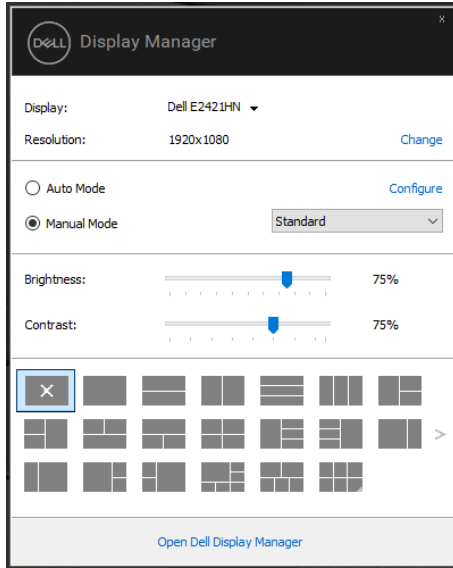 x
DELL Display Manager
Display: Dell E2421HN
Resolution: 1920x1080 Change
Auto Mode Configure
Manual Mode Standard
Brightness: 75%
Contrast: 75%
Open Dell Display Manager